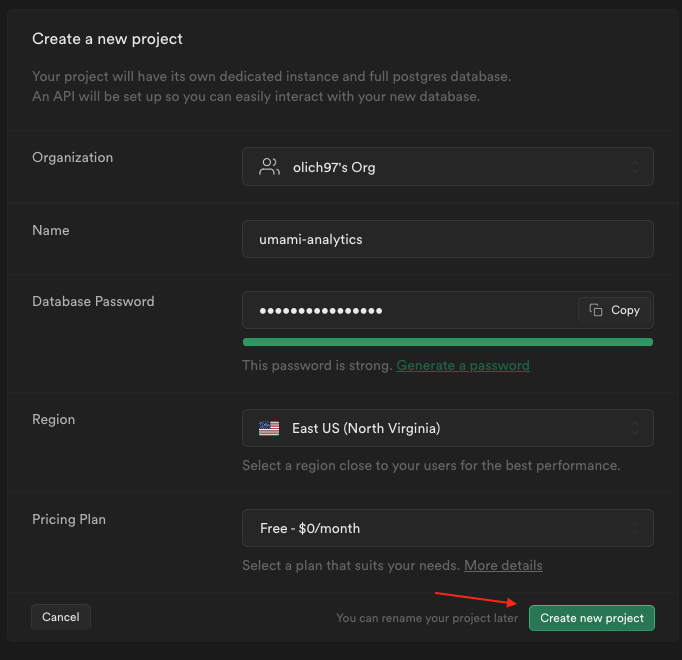 Create a new project
Your project will have its own dedicated instance and full postgres database.
An API will be set up so you can easily interact with your new database.
Organization
olich97's Org
Name
umami-analytics
Database Password
••••••••••••••••
Copy
This password is strong. Generate a password
Region
East US (North Virginia)
Select a region close to your users for the best performance.
Pricing Plan
Free - $0/month
Select a plan that suits your needs. More details
Cancel
You can rename your project later
Create new project